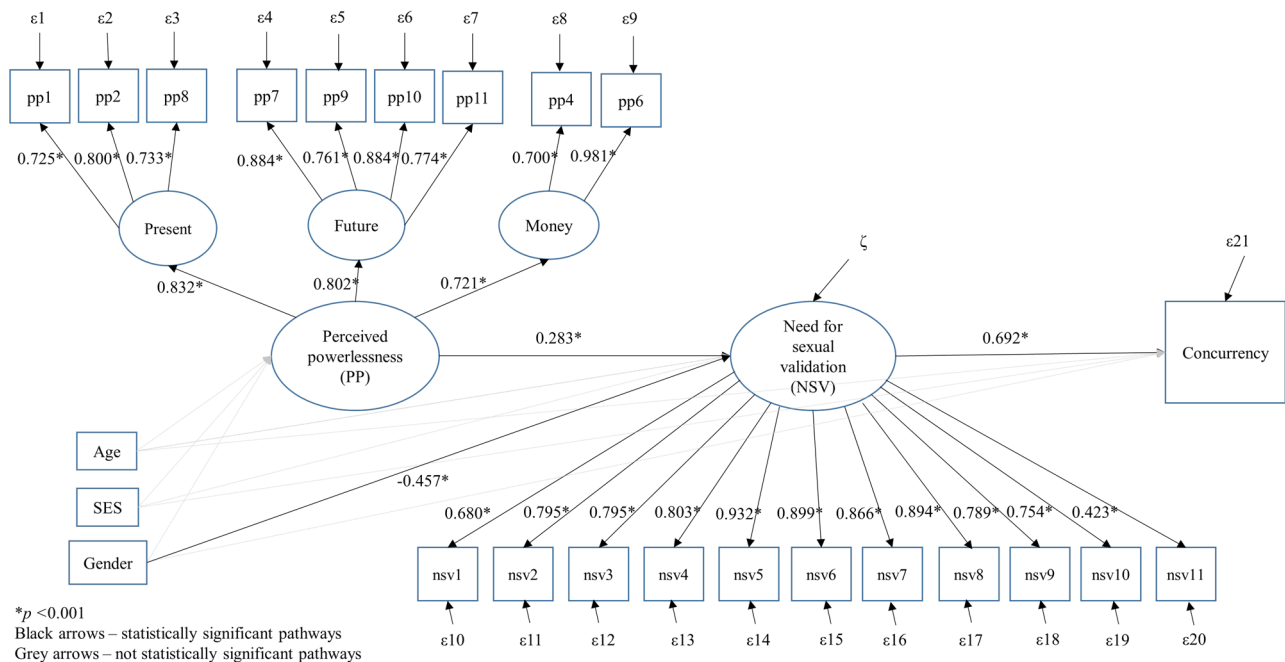 ε1 ε2 ε3 ε4 ε5 ε6 ε7 ε8 ε9
pp1 pp2 pp8 pp7 pp9 pp10 pp11 pp4 pp6
0.725* 0.800* 0.733* 0.884* 0.761* 0.884* 0.774* 0.700* 0.981*
Present Future Money
ζ ε21
0.832* 0.802* 0.721*
Perceived
powerlessness
(PP)
0.283*
Need for
sexual
validation
(NSV)
0.692*
Concurrency
Age
SES
Gender
-0.457*
0.680* 0.795* 0.795* 0.803* 0.932* 0.899* 0.866* 0.894* 0.789* 0.754* 0.423*
nsv1 nsv2 nsv3 nsv4 nsv5 nsv6 nsv7 nsv8 nsv9 nsv10 nsv11
ε10 ε11 ε12 ε13 ε14 ε15 ε16 ε17 ε18 ε19 ε20
*p <0.001
Black arrows – statistically significant pathways
Grey arrows – not statistically significant pathways